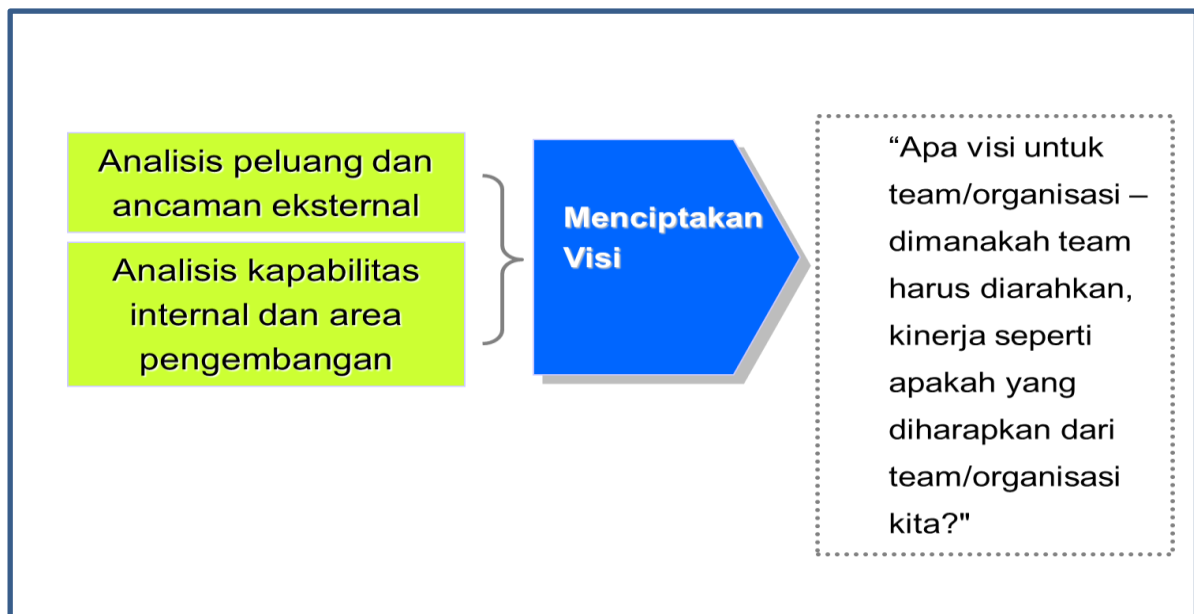 Analisis peluang dan
ancaman eksternal
Analisis kapabilitas
internal dan area
pengembangan
Menciptakan
Visi
“Apa visi untuk
team/organisasi –
dimanakah team
harus diarahkan,
kinerja seperti
apakah yang
diharapkan dari
team/organisasi
kita?"